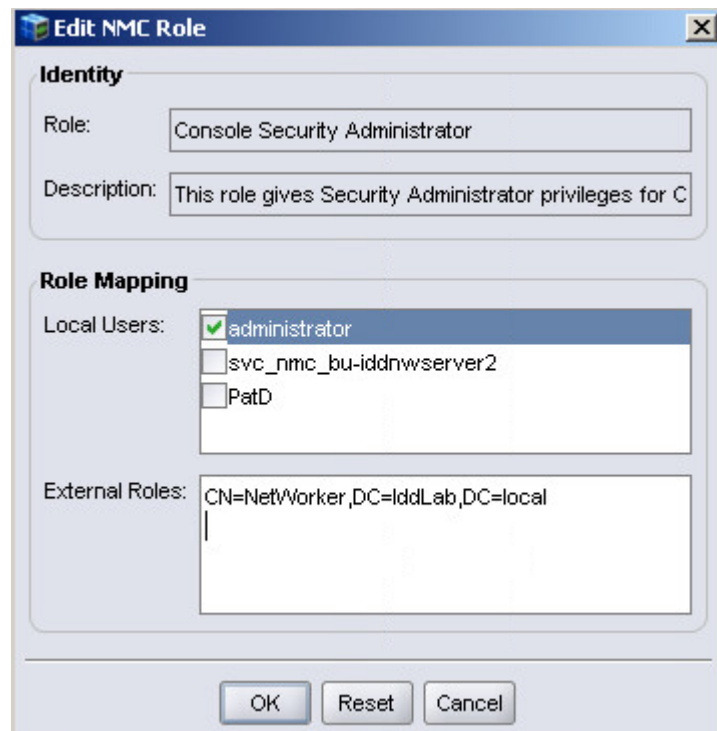 Edit NMC Role
Identity
Role: Console Security Administrator
Description: This role gives Security Administrator privileges for C
Role Mapping
Local Users: administrator
svc_nmc_bu-iddnwserver2
PatD
External Roles: CN=NetWorker,DC=IddLab,DC=local
OK Reset Cancel